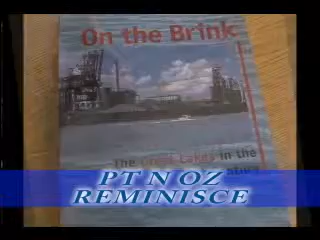 On the Brink
The Great Lakes in the
PT N OZ
REMINISCE